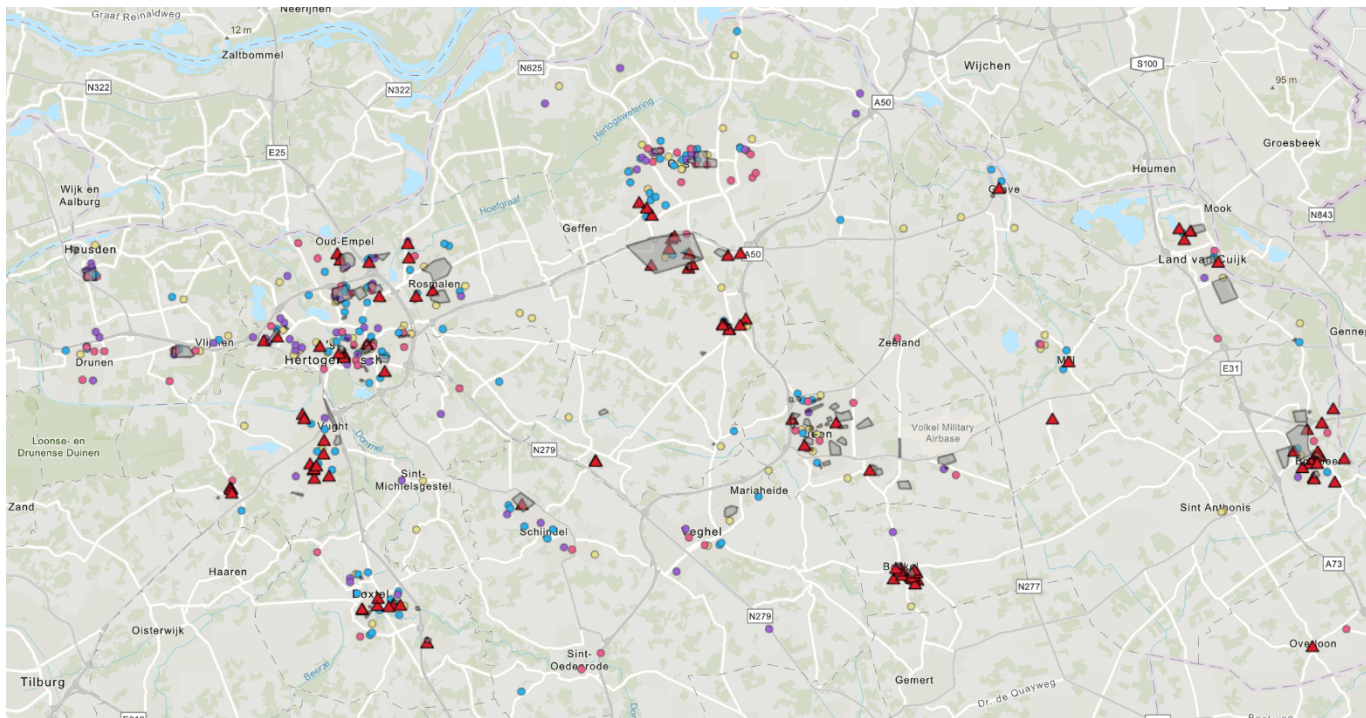 Neerijnen
Graaf Reinaldweg
12 m
Zaltbommel
N322
N322
N625
Wijchen
S100
95 m
A50
Hertogswetering
Groesbeek
E25
Heumen
Wijk en
Aalburg
Grave
Mook
N843
Hoefgraaf
Geffen
Oud-Empel
Heusden
A50
Land van Cuijk
Rosmalen
Gennep
Vlijmen
Zeeland
Drunen
Mill
E31
Vught
Volkel Military
Airbase
Loonse- en
Drunense Duinen
Dommel
N279
Sint-
Michielsgestel
Mariaheide
Zand
Sint Anthonis
Schijndel
Veghel
Haaren
A73
N277
Boxtel
N279
Oisterwijk
Overloon
Sint-
Oedenrode
Beerze
Tilburg
Gemert
Dr. de Quayweg